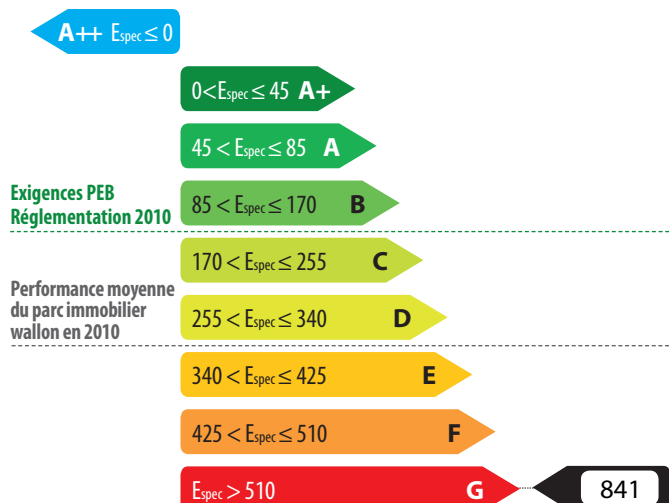 A++ Espec ≤ 0
0<Espec ≤ 45 A+
45 < Espec ≤ 85 A
Exigences PEB
Réglementation 2010
85 < Espec ≤ 170 B
170 < Espec ≤ 255 C
Performance moyenne
du parc immobilier
wallon en 2010
255 < Espec ≤ 340 D
340 < Espec ≤ 425 E
425 < Espec ≤ 510 F
Espec > 510 G 841